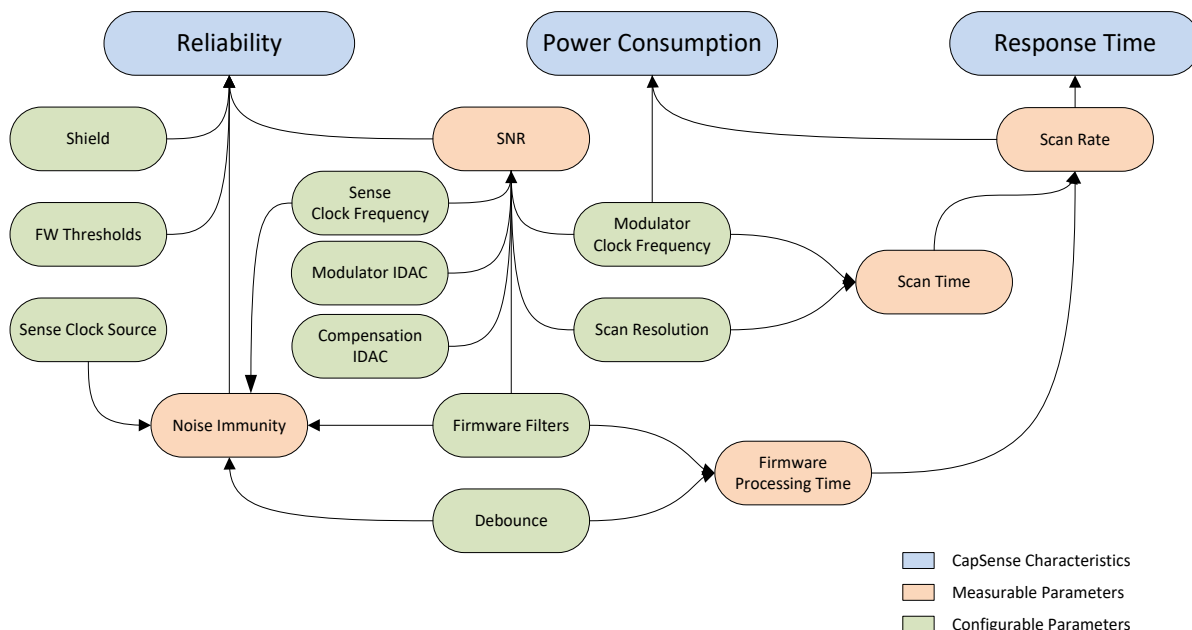 Reliability
Power Consumption
Response Time
Shield
SNR
Scan Rate
Sense
Clock Frequency
FW Thresholds
Modulator
Clock Frequency
Modulator IDAC
Scan Time
Sense Clock Source
Compensation
IDAC
Scan Resolution
Noise Immunity
Firmware Filters
Firmware
Processing Time
Debounce
CapSense Characteristics
Measurable Parameters
Configurable Parameters